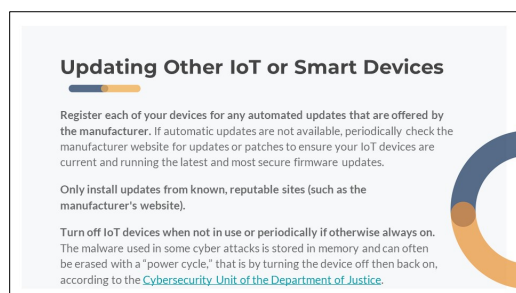 Updating Other IoT or Smart Devices
Register each of your devices for any automated updates that are offered by
the manufacturer. If automatic updates are not available, periodically check the
manufacturer website for updates or patches to ensure your IoT devices are
current and running the latest and most secure firmware updates.
Only install updates from known, reputable sites (such as the
manufacturer's website).
Turn off IoT devices when not in use or periodically if otherwise always on.
The malware used in some cyber attacks is stored in memory and can often
be erased with a “power cycle,” that is by turning the device off then back on,
according to the Cybersecurity Unit of the Department of Justice.